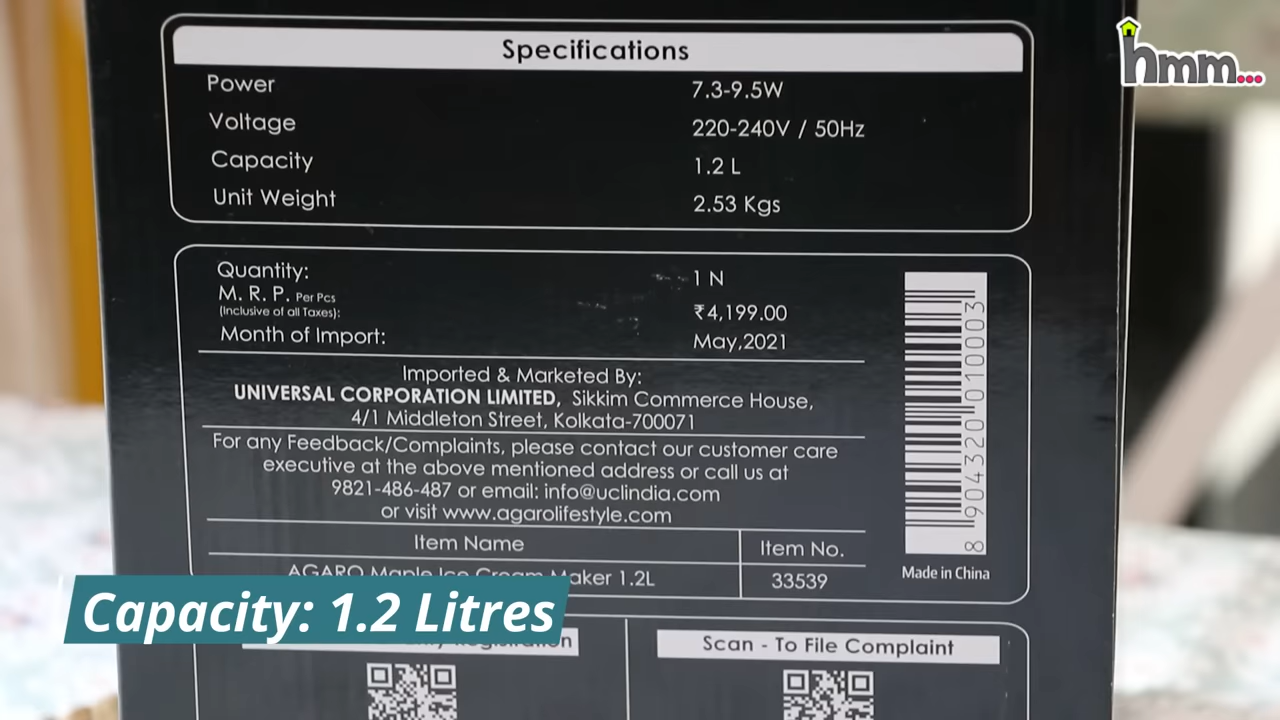 hmm...
Specifications
Power 7.3-9.5W
Voltage 220-240V / 50Hz
Capacity 1.2 L
Unit Weight 2.53 Kgs
Quantity: 1 N
M. R. P. Per Pcs
(Inclusive of all Taxes): ₹4,199.00
Month of Import: May,2021
Imported & Marketed By:
UNIVERSAL CORPORATION LIMITED, Sikkim Commerce House,
4/1 Middleton Street, Kolkata-700071
For any Feedback/Complaints, please contact our customer care
executive at the above mentioned address or call us at
9821-486-487 or email: info@uclindia.com
or visit www.agarolifestyle.com
Item Name Item No.
AGARO Maple Ice Cream Maker 1.2L 33539
8 904320 010003
Made in China
Capacity: 1.2 Litres
Registration
Scan - To File Complaint